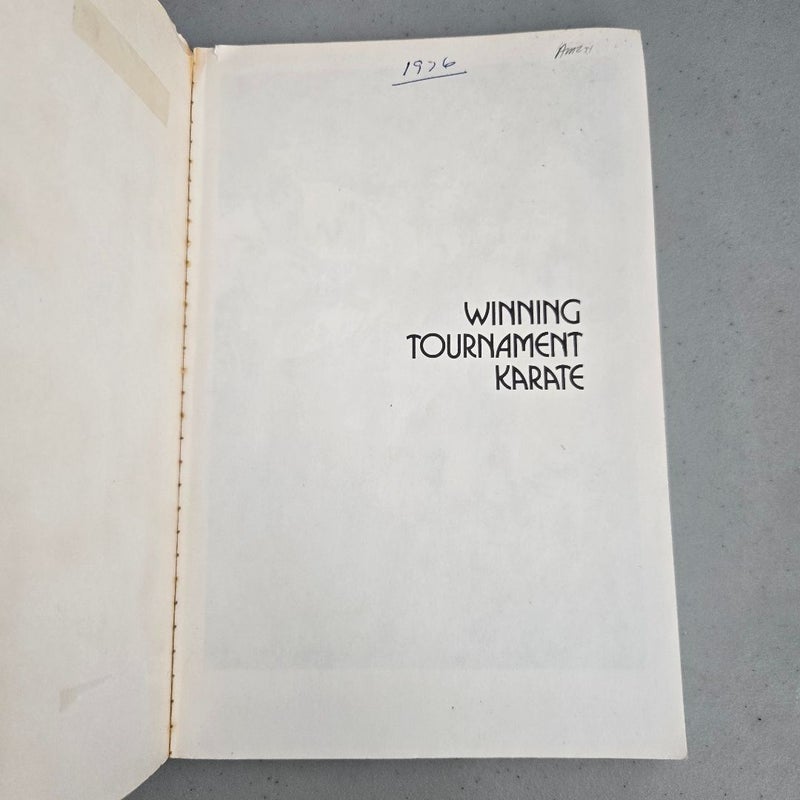 1976
WINNING
TOURNAMENT
KARATE